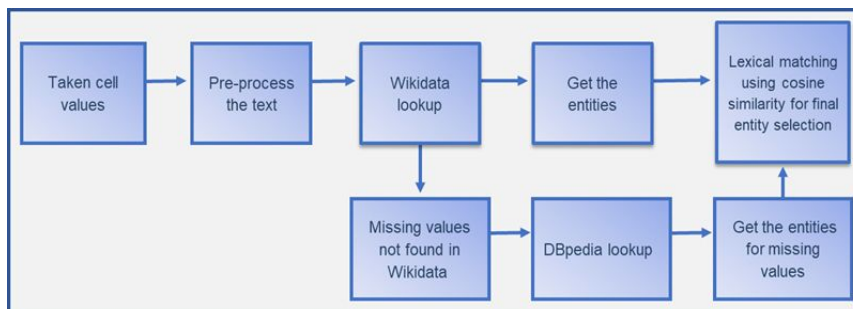 Taken cell
values
Pre-process
the text
Wikidata
lookup
Get the
entities
Lexical matching
using cosine
similarity for final
entity selection
Missing values
not found in
Wikidata
DBpedia lookup
Get the entities
for missing
values